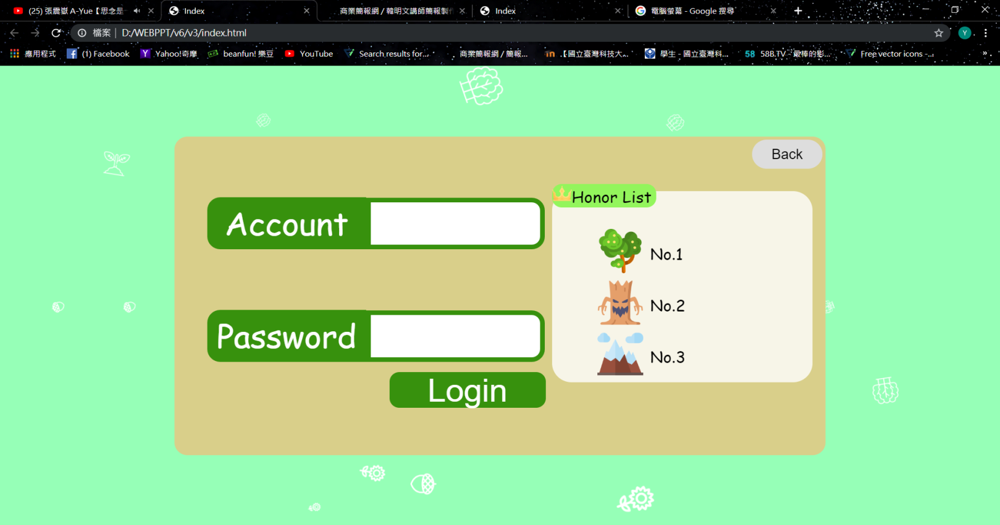 (25) 張震嶽 A-Yue【思念是
Index
商業簡報網 / 韓明文講師簡報製作
Index
電腦螢幕 - Google 搜尋
檔案 | D:/WEBPPT/v6/v3/index.html
Y
應用程式
(1) Facebook
Yahoo!奇摩
beanfun! 樂豆
YouTube
Search results for...
商業簡報網 / 簡報...
【國立臺灣科技大...
學生 - 國立臺灣科...
58 58B.TV - 最棒的影...
Free vector icons -...
»
Back
Honor List
Account
No.1
No.2
Password
No.3
Login